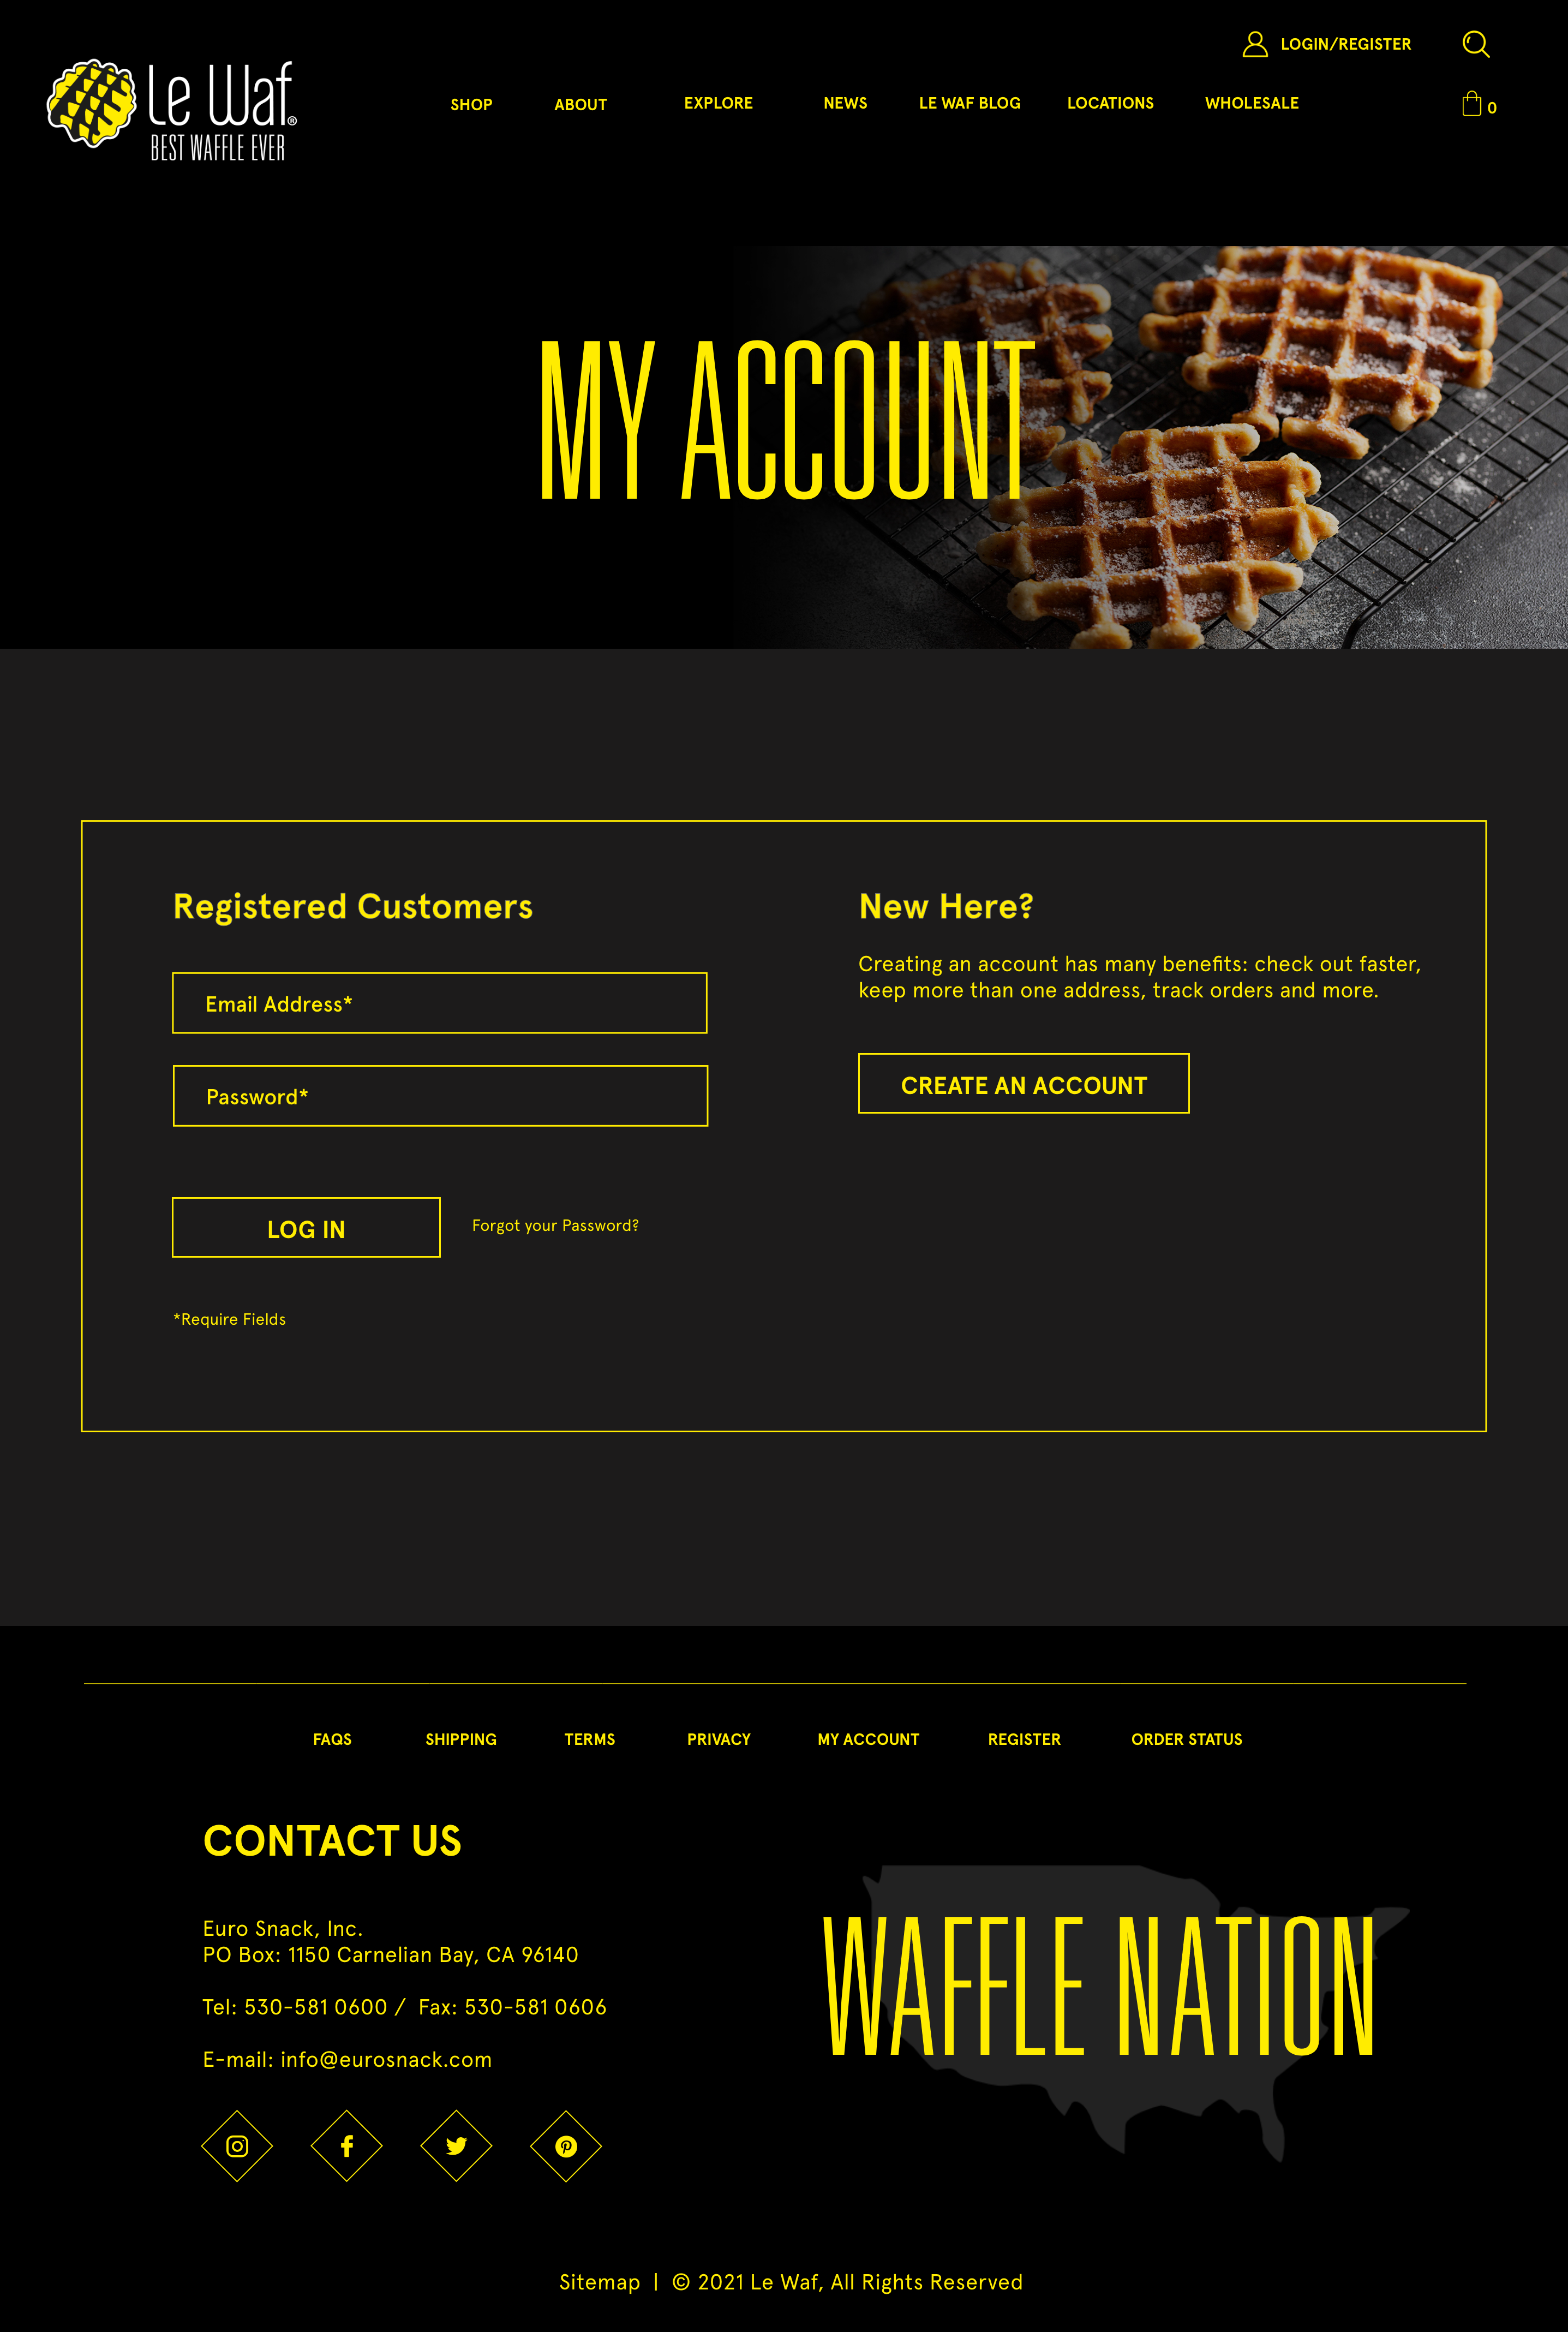 LOGIN/REGISTER
Le Waf®
BEST WAFFLE EVER
SHOP ABOUT EXPLORE NEWS LE WAF BLOG LOCATIONS WHOLESALE 0
MY ACCOUNT
Registered Customers
Email Address*
Password*
LOG IN Forgot your Password?
*Require Fields
New Here?
Creating an account has many benefits: check out faster,
keep more than one address, track orders and more.
CREATE AN ACCOUNT
FAQS SHIPPING TERMS PRIVACY MY ACCOUNT REGISTER ORDER STATUS
CONTACT US
Euro Snack, Inc.
PO Box: 1150 Carnelian Bay, CA 96140
Tel: 530-581 0600 / Fax: 530-581 0606
E-mail: info@eurosnack.com
WAFFLE NATION
Sitemap | © 2021 Le Waf, All Rights Reserved